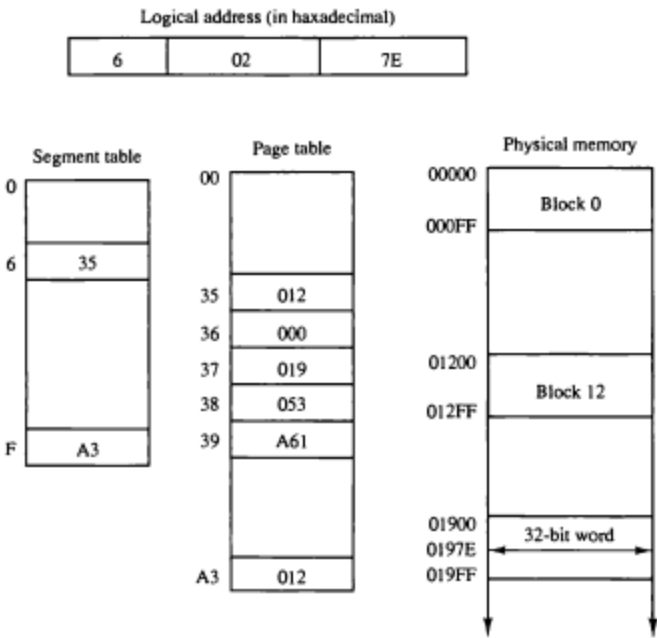 Logical address (in haxadecimal)
6 02 7E
Segment table
0
6 35
F A3
Page table
00
35 012
36 000
37 019
38 053
39 A61
A3 012
Physical memory
00000
Block 0
000FF
01200
Block 12
012FF
01900
32-bit word
0197E
019FF